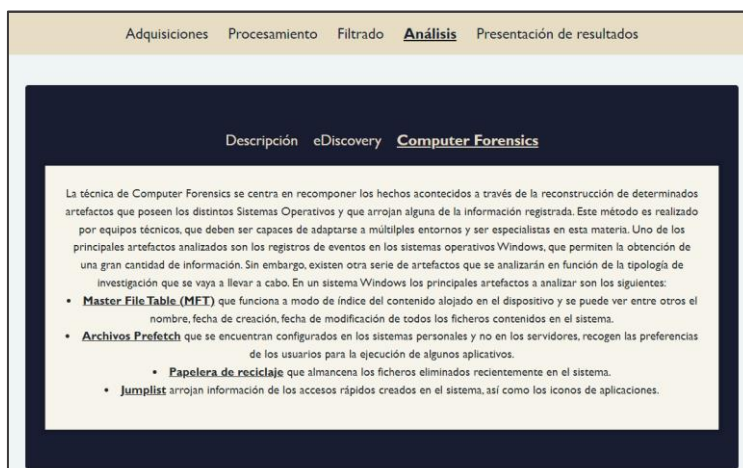 Adquisiciones Procesamiento Filtrado Análisis Presentación de resultados
Descripción eDiscovery Computer Forensics
La técnica de Computer Forensics se centra en recomponer los hechos acontecidos a través de la reconstrucción de determinados
artefactos que poseen los distintos Sistemas Operativos y que arrojan alguna de la información registrada. Este método es realizado
por equipos técnicos, que deben ser capaces de adaptarse a múltilples entornos y ser especialistas en esta materia. Uno de los
principales artefactos analizados son los registros de eventos en los sistemas operativos Windows, que permiten la obtención de
una gran cantidad de información. Sin embargo, existen otra serie de artefactos que se analizarán en función de la tipología de
investigación que se vaya a llevar a cabo. En un sistema Windows los principales artefactos a analizar son los siguientes:
• Master File Table (MFT) que funciona a modo de índice del contenido alojado en el dispositivo y se puede ver entre otros el
nombre, fecha de creación, fecha de modificación de todos los ficheros contenidos en el sistema.
• Archivos Prefetch que se encuentran configurados en los sistemas personales y no en los servidores, recogen las preferencias
de los usuarios para la ejecución de algunos aplicativos.
• Papelera de reciclaje que almancena los ficheros eliminados recientemente en el sistema.
• Jumplist arrojan información de los accesos rápidos creados en el sistema, así como los iconos de aplicaciones.